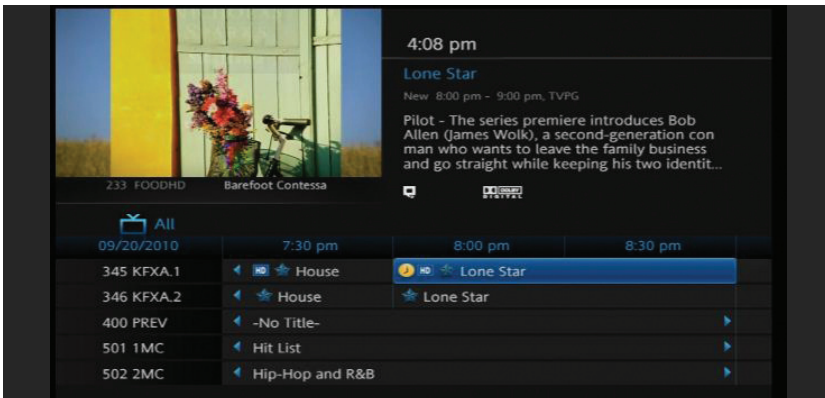 4:08 pm
Lone Star
New 8:00 pm - 9:00 pm, TVPG
Pilot - The series premiere introduces Bob
Allen (James Wolk), a second-generation con
man who wants to leave the family business
and go straight while keeping his two identit...
233 FOODHD Barefoot Contessa
DOLBY
DIGITAL
All
09/20/2010 7:30 pm 8:00 pm 8:30 pm
345 KFXA.1 HD House HD Lone Star
346 KFXA.2 House Lone Star
400 PREV -No Title-
501 1MC Hit List
502 2MC Hip-Hop and R&B